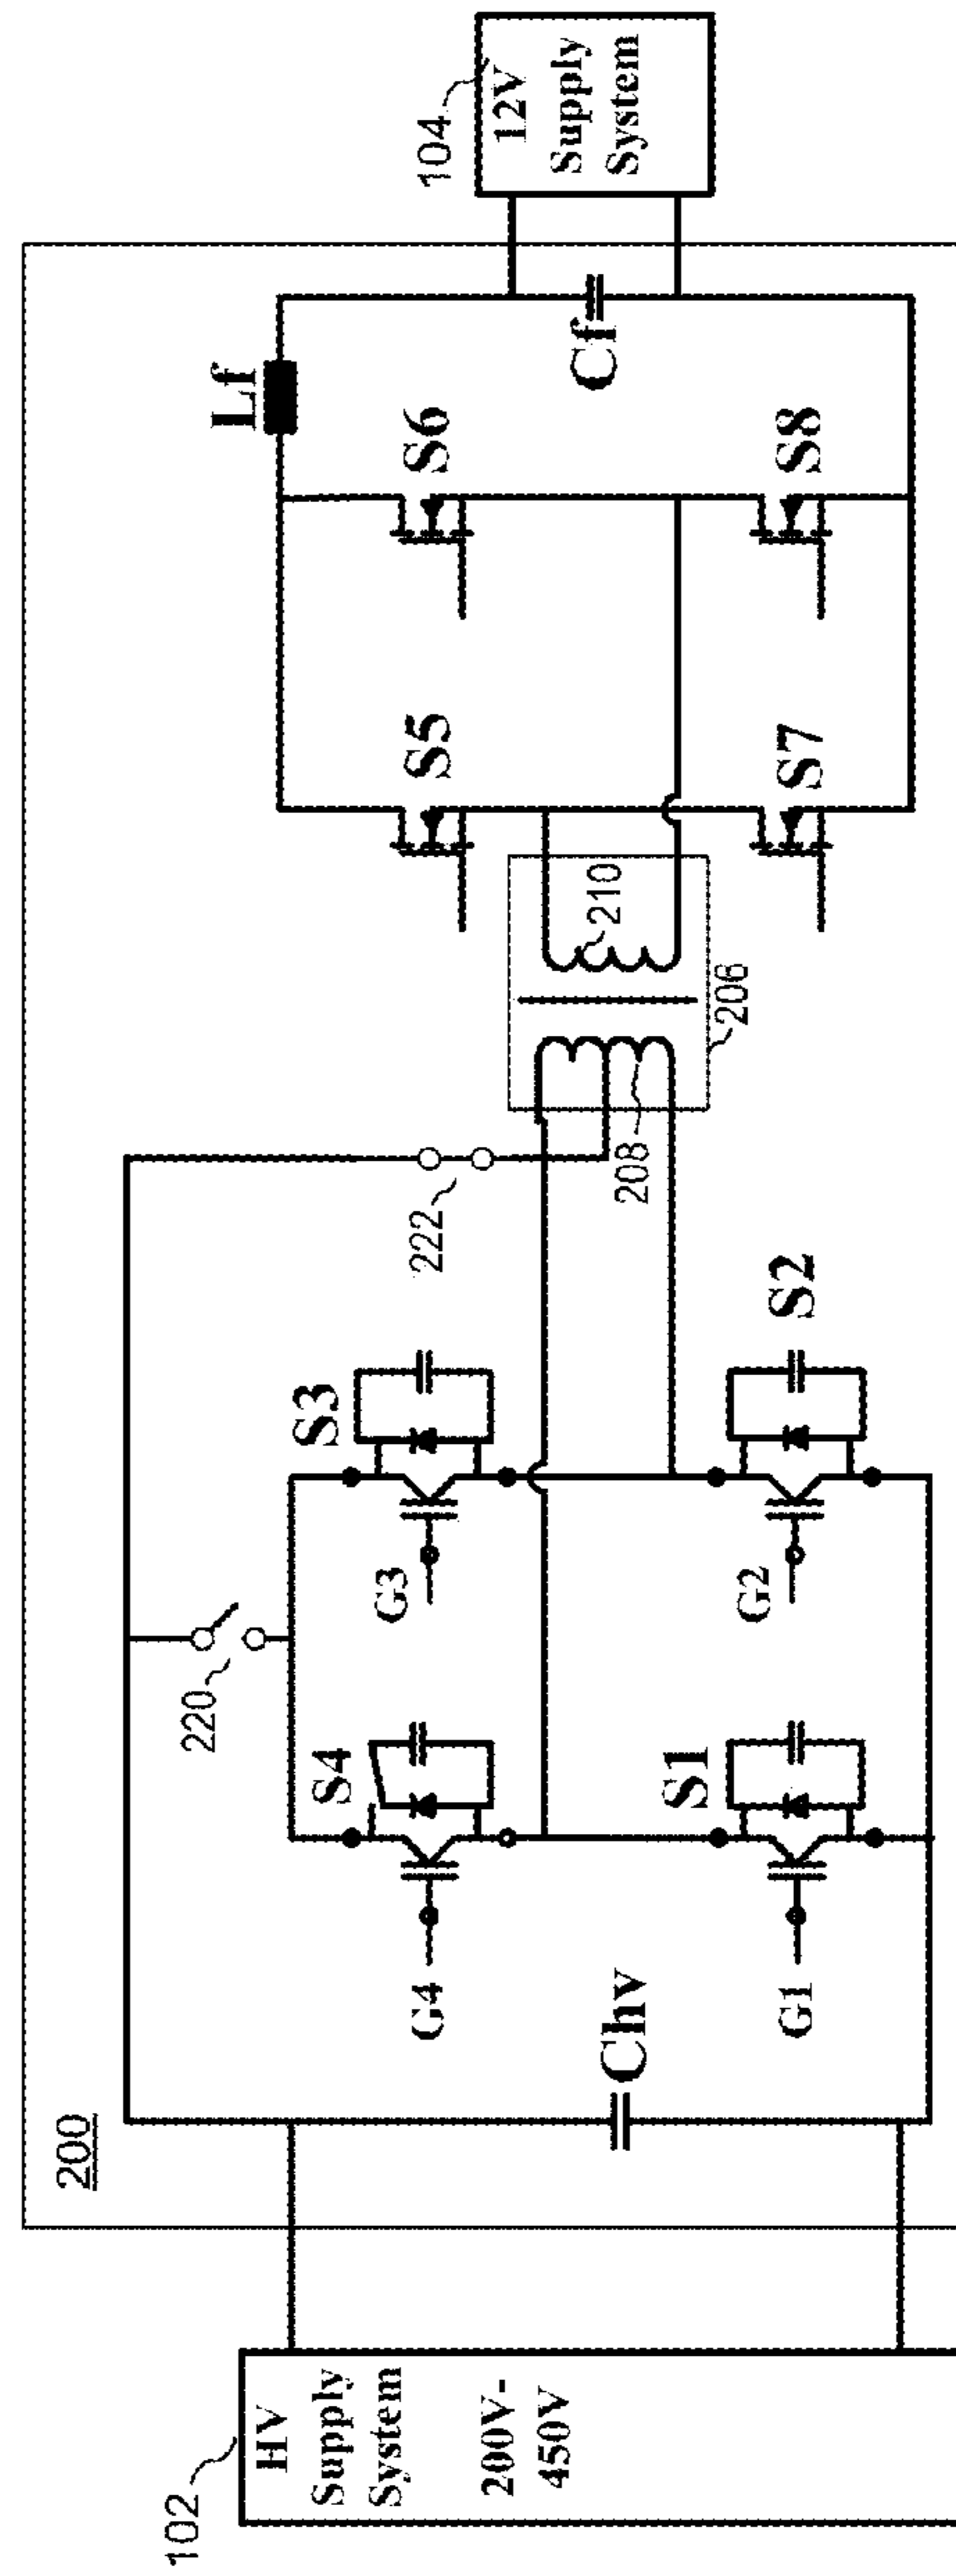 200
102
HV
Supply
System
200V-
450V
Chv
220
222
S4
G4
S3
G3
S1
G1
S2
G2
208
210
206
S5
S6
S7
S8
Lf
Cf
104
12V
Supply
System